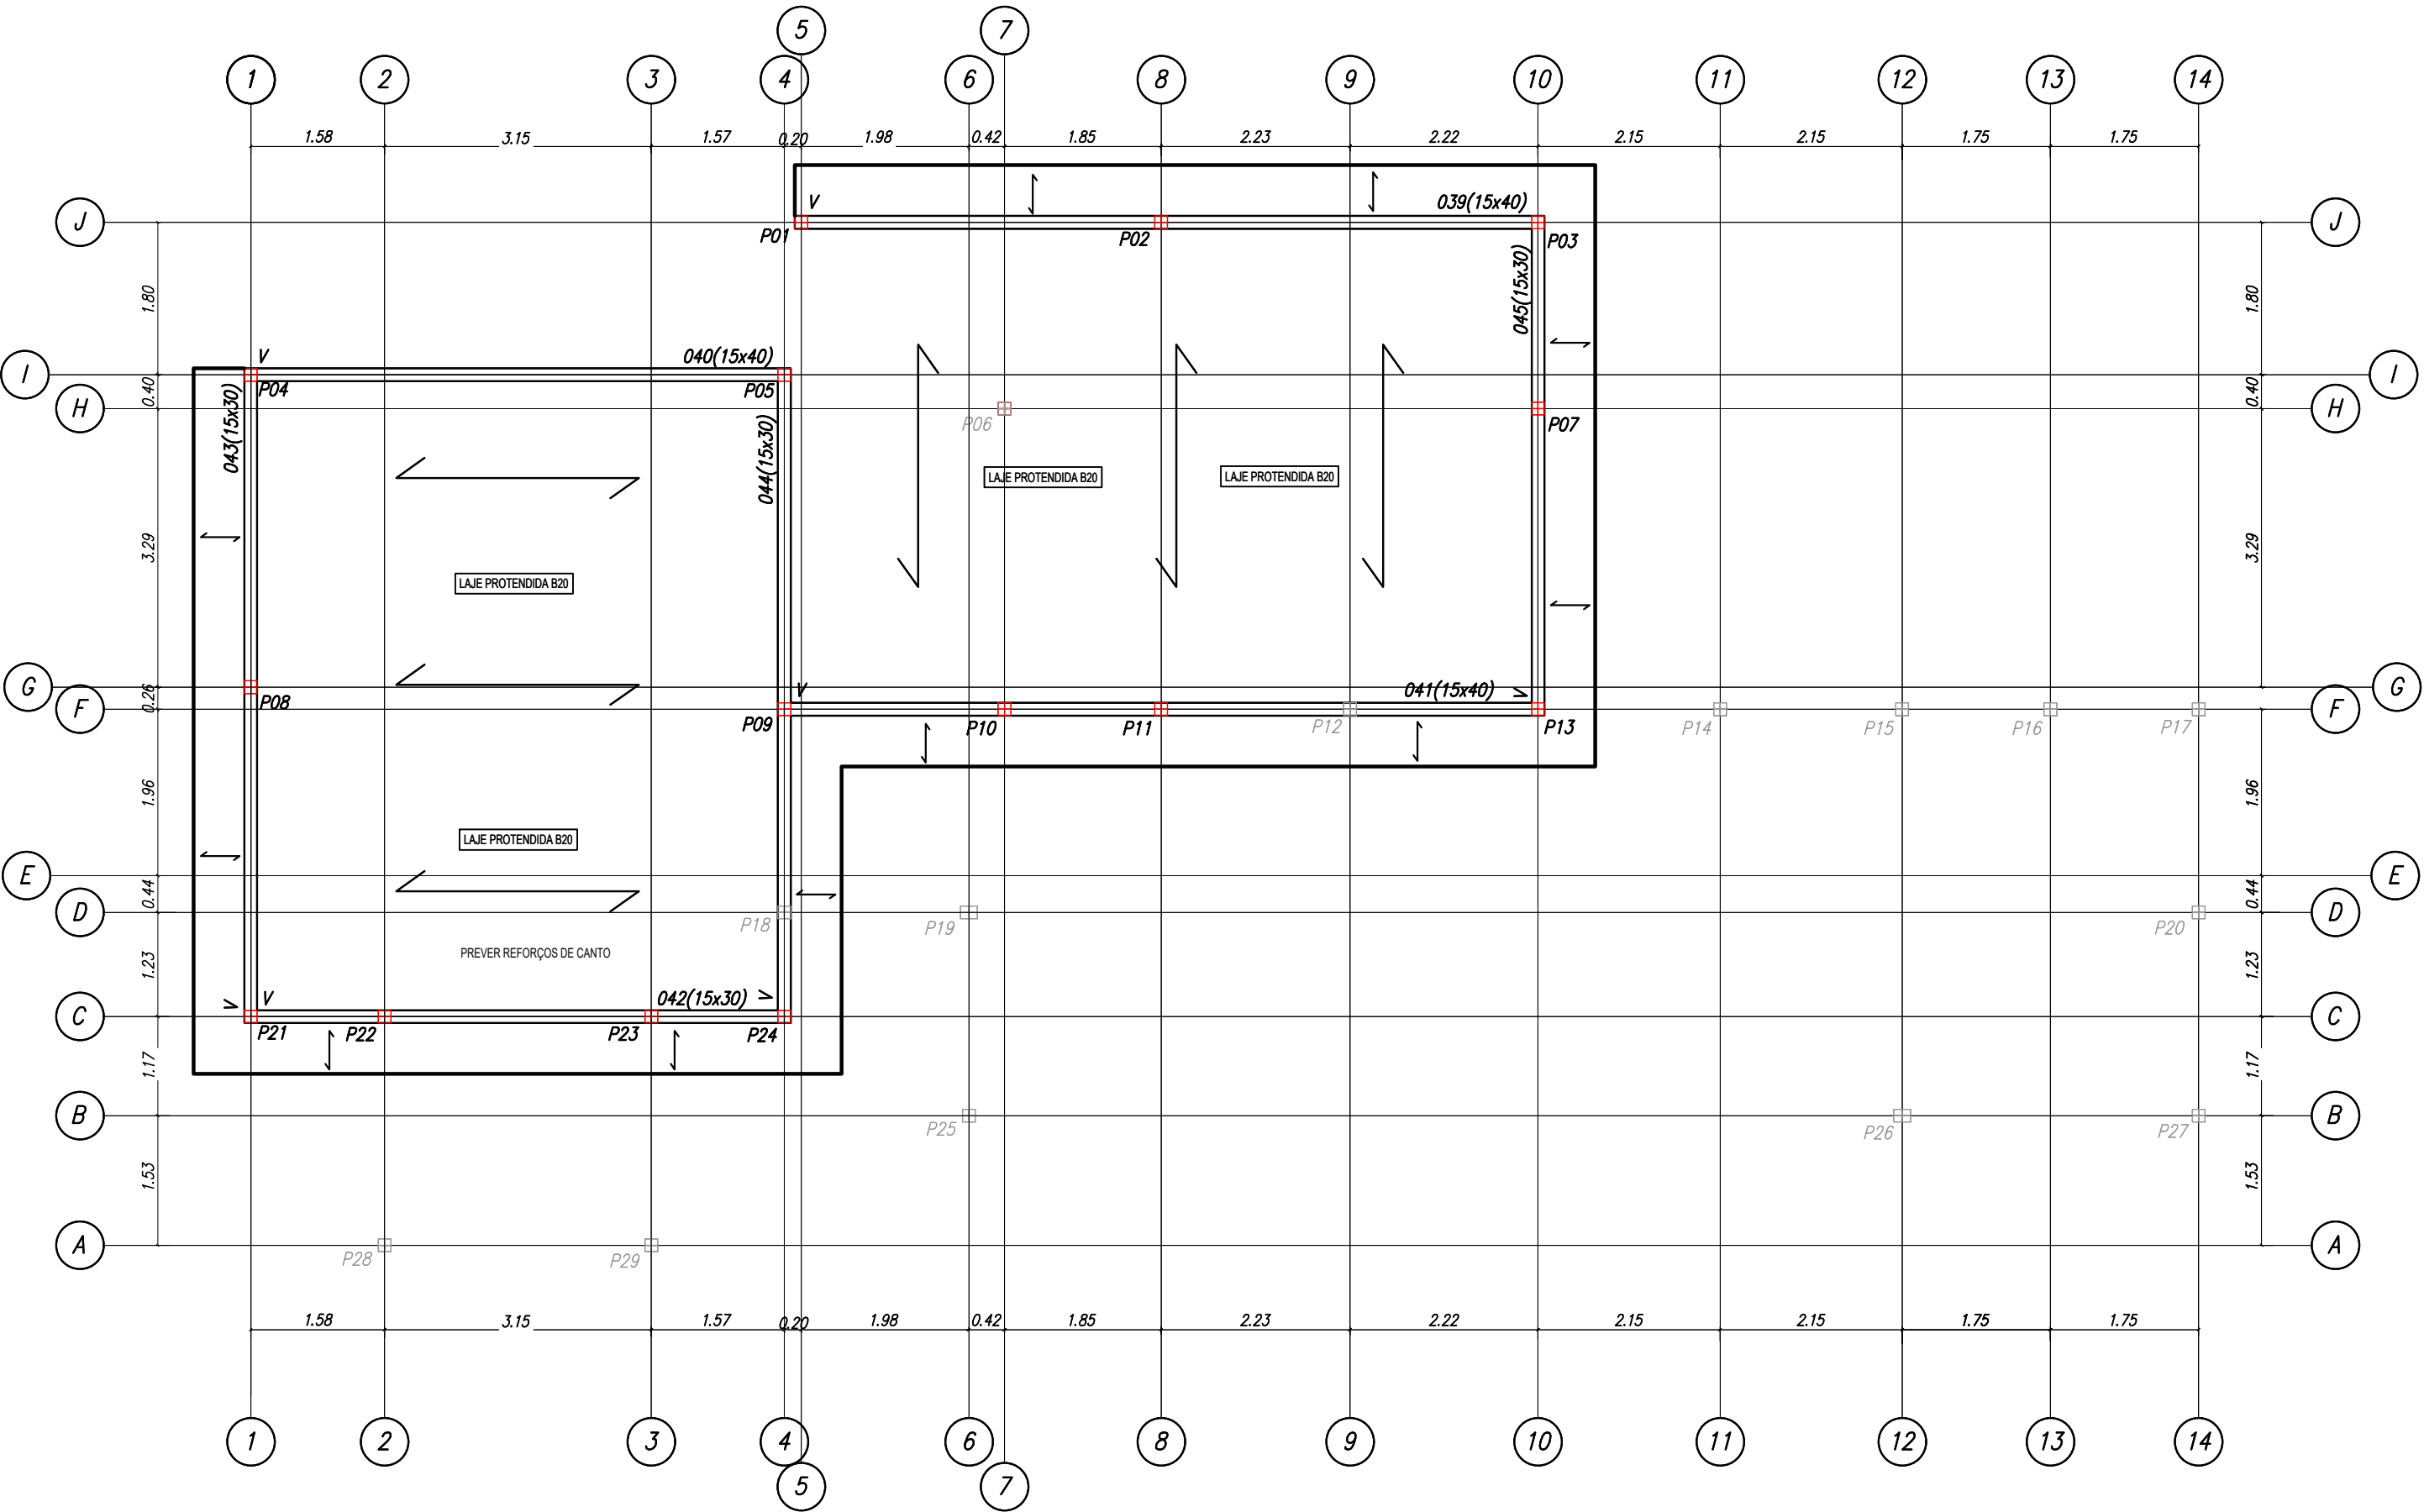 5 7
1 2 3 4 6 8 9 10 11 12 13 14
1.58 3.15 1.57 0.20 1.98 0.42 1.85 2.23 2.22 2.15 2.15 1.75 1.75
V 039(15x40)
J J
P01 P02 P03
045(15x30)
1.80 1.80
V 040(15x40)
I I
P04 P05
0.40 0.40
H H
043(15x30)
044(15x30)
P06 P07
LAJE PROTENDIDA B20 LAJE PROTENDIDA B20
3.29 3.29
LAJE PROTENDIDA B20
G G
V 041(15x40) >
0.26
P08
F F
P09 P10 P11 P12 P13 P14 P15 P16 P17
1.96 1.96
LAJE PROTENDIDA B20
E E
0.44 0.44
D D
P18 P19 P20
PREVER REFORÇOS DE CANTO
1.23 1.23
> V 042(15x30) >
C C
P21 P22 P23 P24
1.17 1.17
B B
P25 P26 P27
1.53 1.53
A A
P28 P29
1.58 3.15 1.57 0.20 1.98 0.42 1.85 2.23 2.22 2.15 2.15 1.75 1.75
1 2 3 4 6 8 9 10 11 12 13 14
5 7